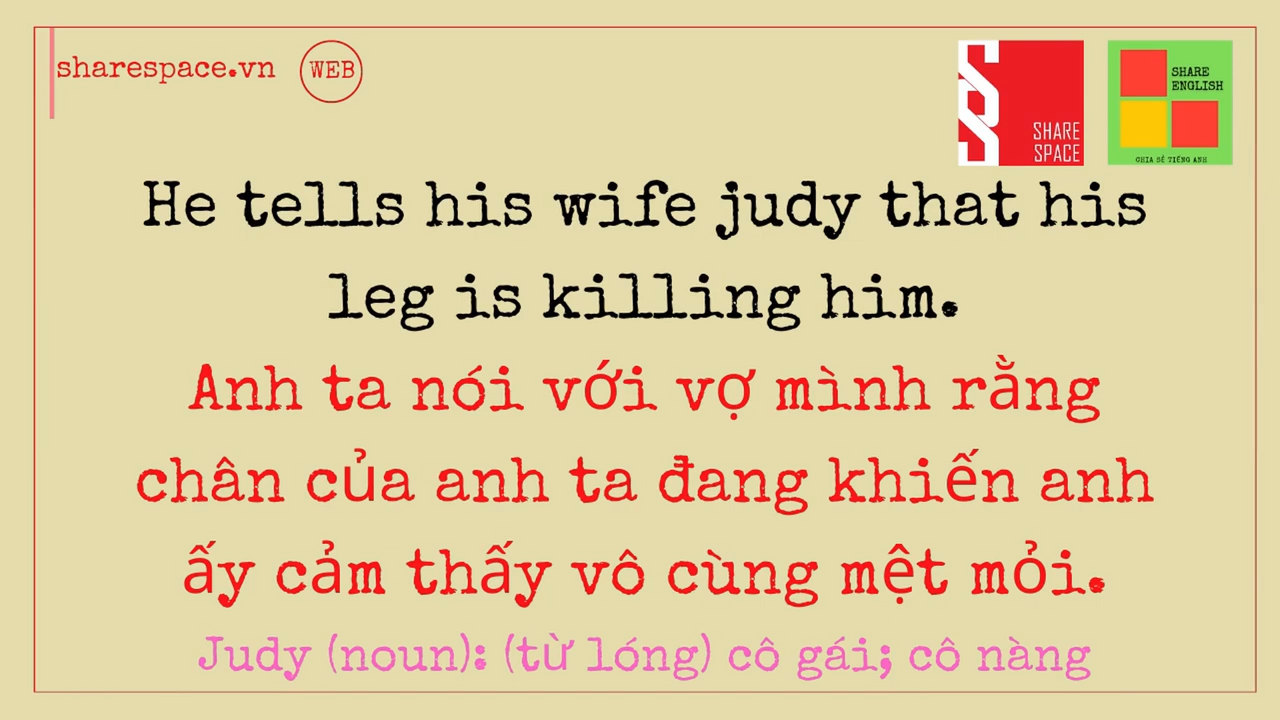 sharespace.vn
WEB
SHARE
SPACE
SHARE
ENGLISH
CHIA SẺ TIẾNG ANH
He tells his wife judy that his
leg is killing him.
Anh ta nói với vợ mình rằng
chân của anh ta đang khiến anh
ấy cảm thấy vô cùng mệt mỏi.
Judy (noun): (từ lóng) cô gái; cô nàng